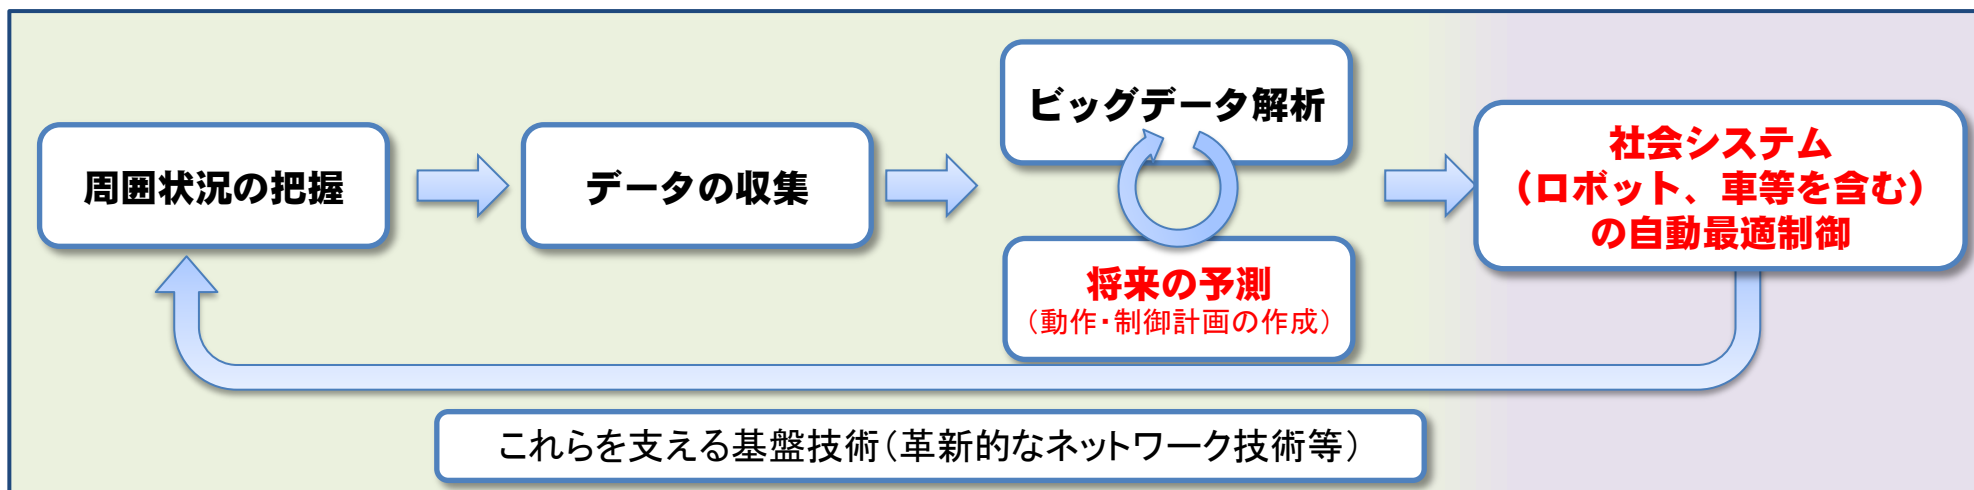 周囲状況の把握
データの収集
ビッグデータ解析
将来の予測
（動作・制御計画の作成）
社会システム
（ロボット、車等を含む）
の自動最適制御
これらを支える基盤技術（革新的なネットワーク技術等）